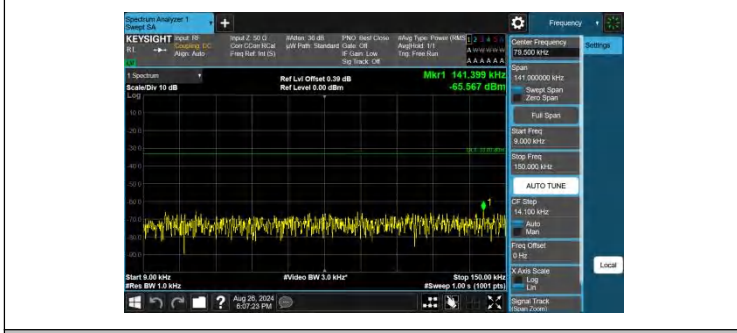 Spectrum Analyzer 1
Swept SA
+
Frequency
KEYSIGHT Input: RF
Coupling: DC
Align: Auto
Input Z: 50 Ω
Corr CCorr RCal
Freq Ref: Int (S)
#Atten: 30 dB
µW Path: Standard
PNO: Best Close
Gate: Off
IF Gain: Low
Sig Track: Off
#Avg Type: Power (RMS)
Avg|Hold: 1/1
Trig: Free Run
1 2 3 4 5 6
A W W W W W
A A A A A A
1 Spectrum
Scale/Div 10 dB
Log
Ref Lvl Offset 0.39 dB
Ref Level 0.00 dBm
Mkr1 141.399 kHz
-65.567 dBm
-10.0
-20.0
-30.0
-40.0
-50.0
-60.0
-70.0
-80.0
-90.0
1
Start 9.00 kHz
#Res BW 1.0 kHz
#Video BW 3.0 kHz*
Stop 150.00 kHz
#Sweep 1.00 s (1001 pts)
Center Frequency
79.500 kHz
Settings
Span
141.000000 kHz
Swept Span
Zero Span
Full Span
Start Freq
9.000 kHz
Stop Freq
150.000 kHz
AUTO TUNE
CF Step
14.100 kHz
Auto
Man
Freq Offset
0 Hz
X Axis Scale
Log
Lin
Signal Track
(Span Zoom)
Local
?
Aug 26, 2024
6:07:23 PM